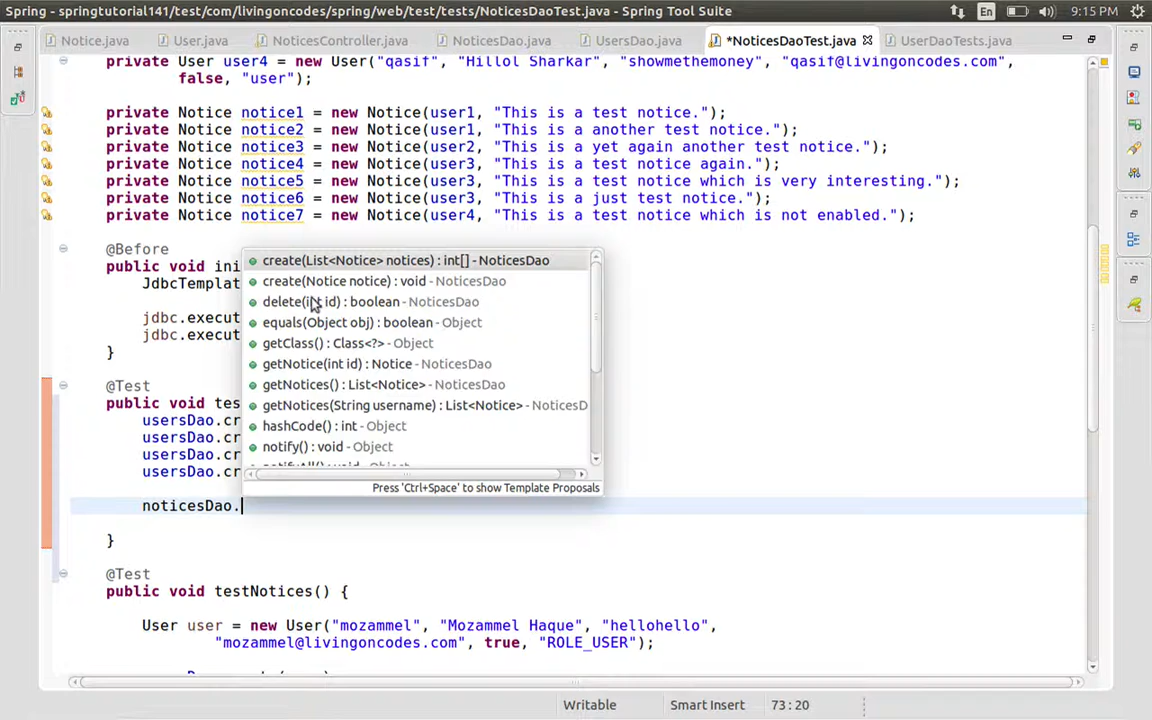 Spring - springtutorial141/test/com/livingoncodes/spring/web/test/tests/NoticesDaoTest.java - Spring Tool Suite
En
9:15 PM
Notice.java
User.java
NoticesController.java
NoticesDao.java
UsersDao.java
*NoticesDaoTest.java
UserDaoTests.java
private User user4 = new User("qasif", "Hillol Sharkar", "showmethemoney", "qasif@livingoncodes.com",
false, "user");
private Notice notice1 = new Notice(user1, "This is a test notice.");
private Notice notice2 = new Notice(user1, "This is a another test notice.");
private Notice notice3 = new Notice(user2, "This is a yet again another test notice.");
private Notice notice4 = new Notice(user3, "This is a test notice again.");
private Notice notice5 = new Notice(user3, "This is a test notice which is very interesting.");
private Notice notice6 = new Notice(user3, "This is a just test notice.");
private Notice notice7 = new Notice(user4, "This is a test notice which is not enabled.");
@Before
public void ini
JdbcTemplat
jdbc.execut
jdbc.execut
}
@Test
public void tes
usersDao.cr
usersDao.cr
usersDao.cr
usersDao.cr
noticesDao.
}
create(List<Notice> notices) : int[] - NoticesDao
create(Notice notice) : void - NoticesDao
delete(int id) : boolean - NoticesDao
equals(Object obj) : boolean - Object
getClass() : Class<?> - Object
getNotice(int id) : Notice - NoticesDao
getNotices() : List<Notice> - NoticesDao
getNotices(String username) : List<Notice> - NoticesD
hashCode() : int - Object
notify() : void - Object
notifyAll() : void - Object
Press 'Ctrl+Space' to show Template Proposals
@Test
public void testNotices() {
User user = new User("mozammel", "Mozammel Haque", "hellohello",
"mozammel@livingoncodes.com", true, "ROLE_USER");
Writable
Smart Insert
73 : 20